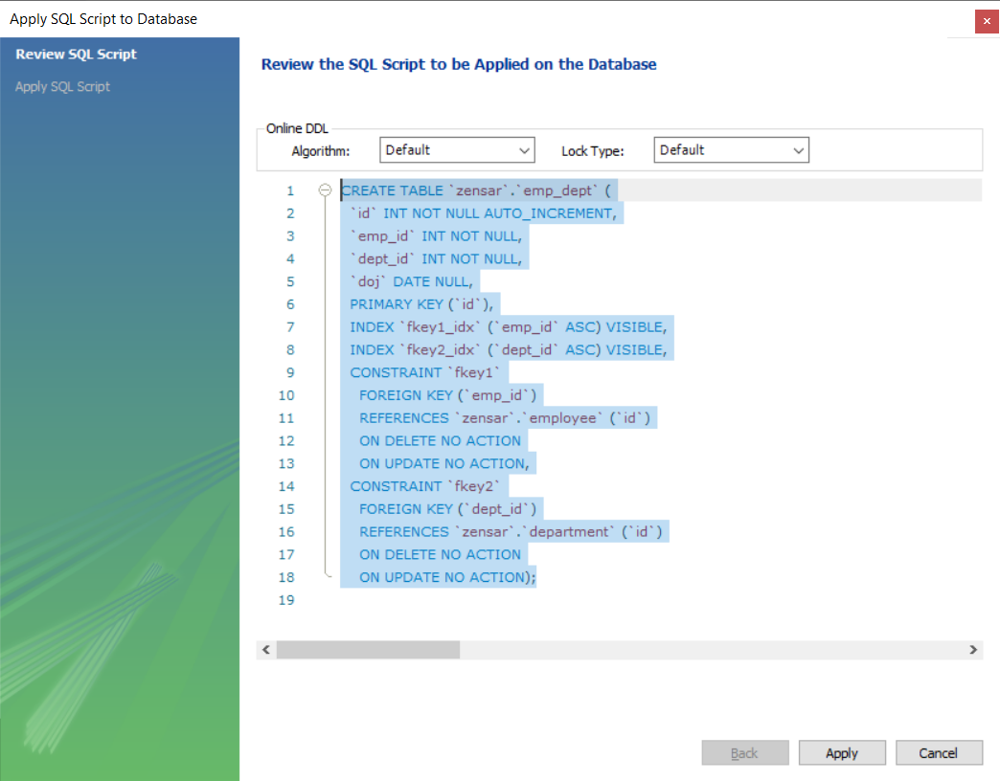 Apply SQL Script to Database
Review SQL Script
Apply SQL Script
Review the SQL Script to be Applied on the Database
Online DDL
Algorithm: Default Lock Type: Default
1 CREATE TABLE `zensar`.`emp_dept` (
2 `id` INT NOT NULL AUTO_INCREMENT,
3 `emp_id` INT NOT NULL,
4 `dept_id` INT NOT NULL,
5 `doj` DATE NULL,
6 PRIMARY KEY (`id`),
7 INDEX `fkey1_idx` (`emp_id` ASC) VISIBLE,
8 INDEX `fkey2_idx` (`dept_id` ASC) VISIBLE,
9 CONSTRAINT `fkey1`
10 FOREIGN KEY (`emp_id`)
11 REFERENCES `zensar`.`employee` (`id`)
12 ON DELETE NO ACTION
13 ON UPDATE NO ACTION,
14 CONSTRAINT `fkey2`
15 FOREIGN KEY (`dept_id`)
16 REFERENCES `zensar`.`department` (`id`)
17 ON DELETE NO ACTION
18 ON UPDATE NO ACTION);
19
Back Apply Cancel